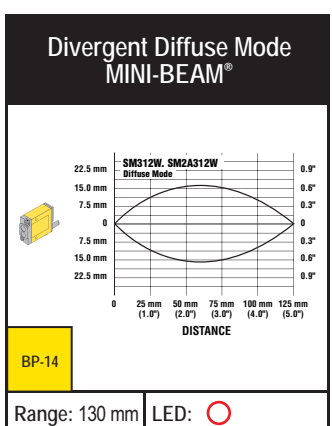 Divergent Diffuse Mode
MINI-BEAM®
SM312W. SM2A312W
Diffuse Mode
22.5 mm 0.9"
15.0 mm 0.6"
7.5 mm 0.3"
0 0
7.5 mm 0.3"
15.0 mm 0.6"
22.5 mm 0.9"
0 25 mm 50 mm 75 mm 100 mm 125 mm
(1.0") (2.0") (3.0") (4.0") (5.0")
DISTANCE
BP-14
Range: 130 mm LED: